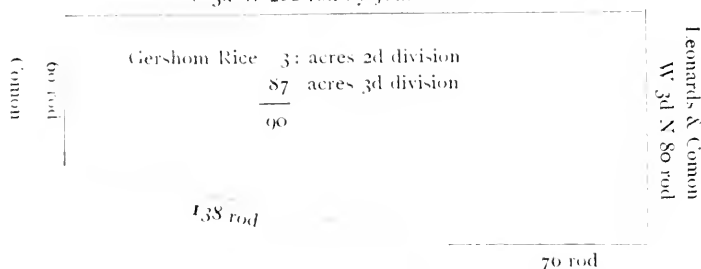 Gershom Rice 3: acres 2d division
87 acres 3d division
90
60 rod
Comon
Leonards & Comon
W 3d N 80 rod
138 rod
70 rod